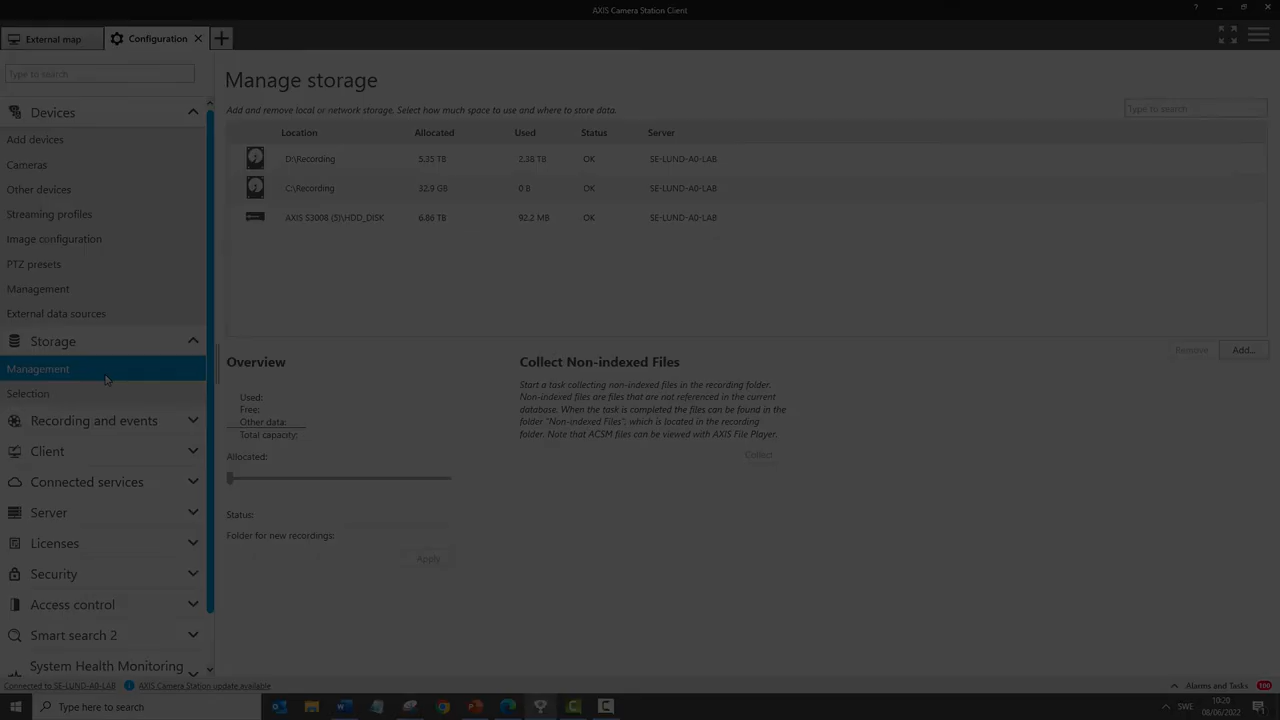 AXIS Camera Station Client
External map
Configuration
Type to search
Devices
Add devices
Cameras
Other devices
Streaming profiles
Image configuration
PTZ presets
Management
External data sources
Storage
Management
Selection
Recording and events
Client
Connected services
Server
Licenses
Security
Access control
Smart search 2
System Health Monitoring
Manage storage
Add and remove local or network storage. Select how much space to use and where to store data.
Type to search
Location Allocated Used Status Server
D:\Recording 5.35 TB 2.38 TB OK SE-LUND-A0-LAB
C:\Recording 32.9 GB 0 B OK SE-LUND-A0-LAB
AXIS S3008 (5)\HDD_DISK 6.86 TB 92.2 MB OK SE-LUND-A0-LAB
Remove Add...
Overview
Used:
Free:
Other data:
Total capacity:
Allocated:
Status:
Folder for new recordings:
Apply
Collect Non-indexed Files
Start a task collecting non-indexed files in the recording folder.
Non-indexed files are files that are not referenced in the current
database. When the task is completed the files can be found in the
folder "Non-indexed Files", which is located in the recording
folder. Note that ACSM files can be viewed with AXIS File Player.
Collect
Connected to SE-LUND-A0-LAB AXIS Camera Station update available
Alarms and Tasks 100
Type here to search
SWE
10:20
08/06/2022